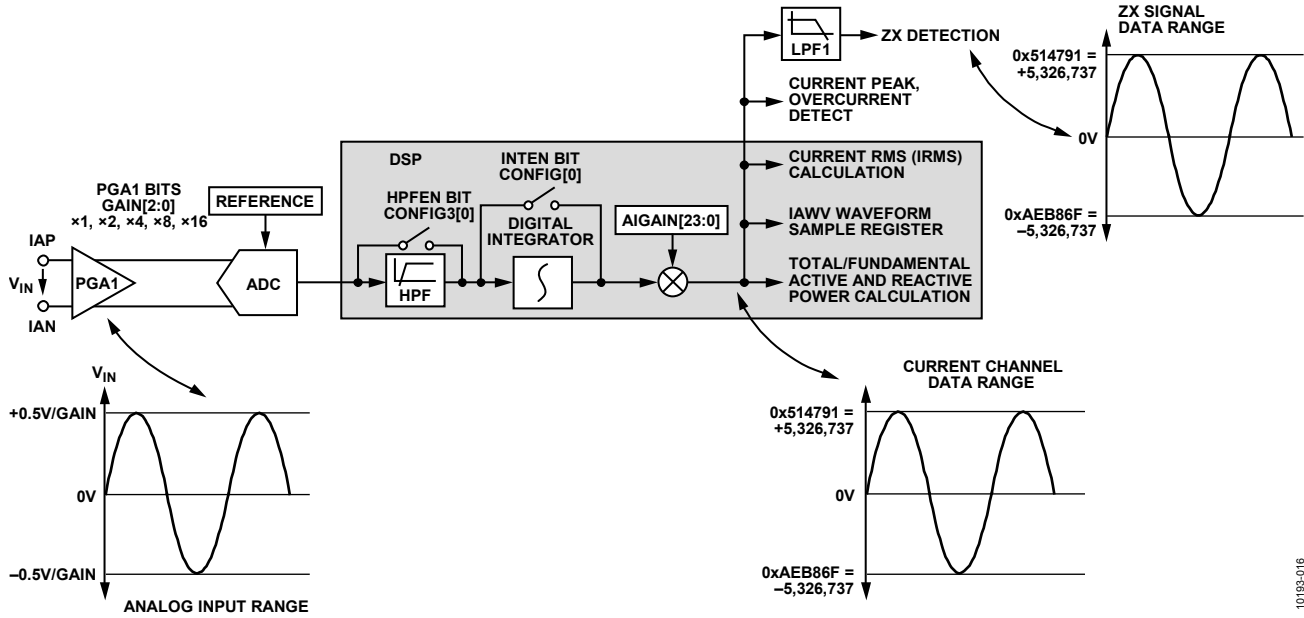 LPF1
ZX DETECTION
ZX SIGNAL
DATA RANGE
0x514791 =
+5,326,737
0V
0xAEB86F =
–5,326,737
CURRENT PEAK,
OVERCURRENT
DETECT
DSP
INTEN BIT
CONFIG[0]
HPFEN BIT
CONFIG3[0]
DIGITAL
INTEGRATOR
HPF
AIGAIN[23:0]
CURRENT RMS (IRMS)
CALCULATION
IAWV WAVEFORM
SAMPLE REGISTER
TOTAL/FUNDAMENTAL
ACTIVE AND REACTIVE
POWER CALCULATION
PGA1 BITS
GAIN[2:0]
×1, ×2, ×4, ×8, ×16
REFERENCE
IAP
VIN
IAN
PGA1
ADC
VIN
+0.5V/GAIN
0V
–0.5V/GAIN
ANALOG INPUT RANGE
CURRENT CHANNEL
DATA RANGE
0x514791 =
+5,326,737
0V
0xAEB86F =
–5,326,737
10193-016